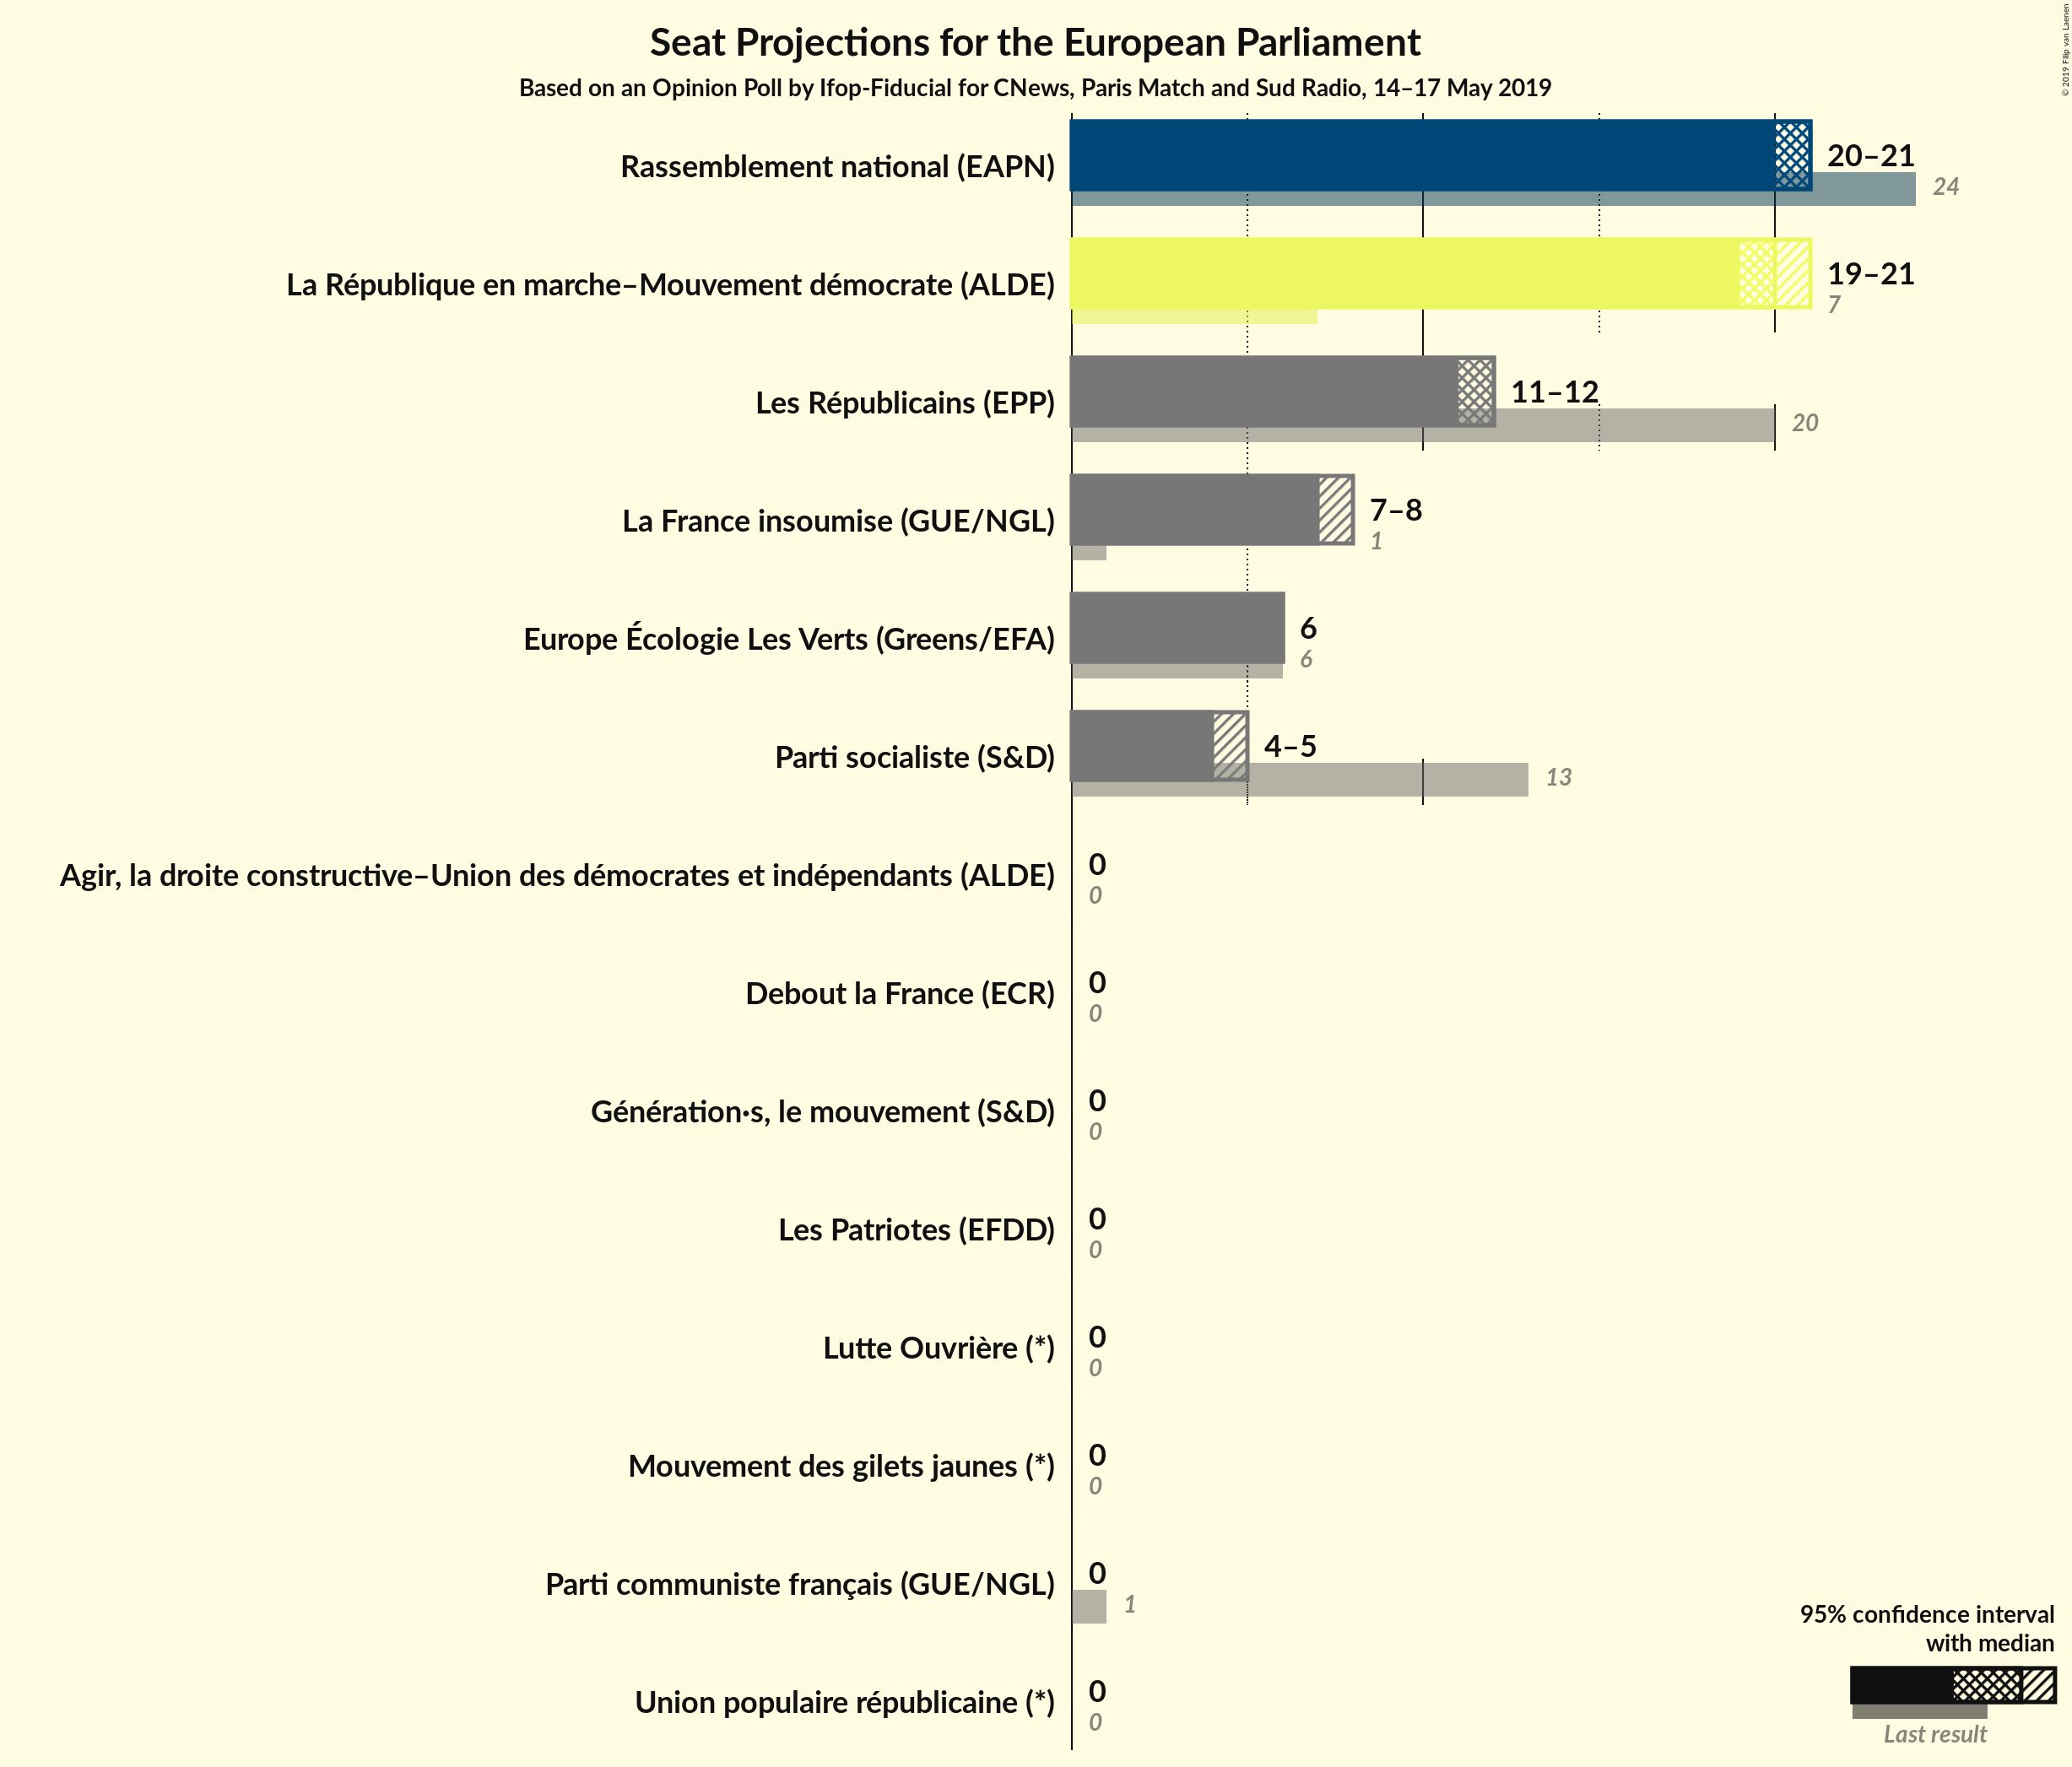 Seat Projections for the European Parliament
Based on an Opinion Poll by Ifop-Fiducial for CNews, Paris Match and Sud Radio, 14–17 May 2019
© 2019 Filip van Laenen
Rassemblement national (EAPN)
20–21
24
La République en marche–Mouvement démocrate (ALDE)
19–21
7
Les Républicains (EPP)
11–12
20
La France insoumise (GUE/NGL)
7–8
1
Europe Écologie Les Verts (Greens/EFA)
6
6
Parti socialiste (S&D)
4–5
13
Agir, la droite constructive–Union des démocrates et indépendants (ALDE)
0
0
Debout la France (ECR)
0
0
Génération·s, le mouvement (S&D)
0
0
Les Patriotes (EFDD)
0
0
Lutte Ouvrière (*)
0
0
Mouvement des gilets jaunes (*)
0
0
Parti communiste français (GUE/NGL)
0
1
Union populaire républicaine (*)
0
0
95% confidence interval
with median
Last result